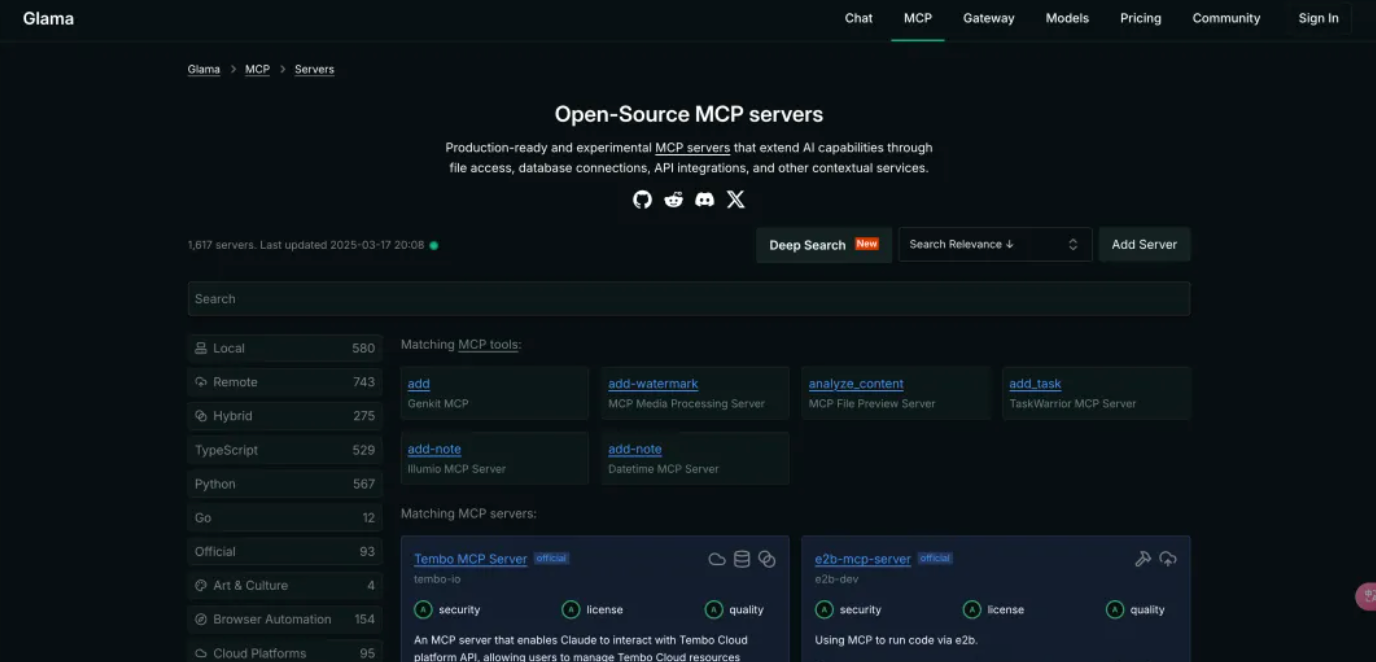 Glama
Chat MCP Gateway Models Pricing Community Sign In
Glama > MCP > Servers
Open-Source MCP servers
Production-ready and experimental MCP servers that extend AI capabilities through
file access, database connections, API integrations, and other contextual services.
1,617 servers. Last updated 2025-03-17 20:08
Deep Search New
Search Relevance ↓
Add Server
Search
Local 580
Remote 743
Hybrid 275
TypeScript 529
Python 567
Go 12
Official 93
Art & Culture 4
Browser Automation 154
Cloud Platforms 95
Matching MCP tools:
add
Genkit MCP
add-watermark
MCP Media Processing Server
analyze_content
MCP File Preview Server
add_task
TaskWarrior MCP Server
add-note
Illumio MCP Server
add-note
Datetime MCP Server
Matching MCP servers:
Tembo MCP Server official
tembo-io
A security A license A quality
An MCP server that enables Claude to interact with Tembo Cloud
platform API, allowing users to manage Tembo Cloud resources
e2b-mcp-server official
e2b-dev
A security A license A quality
Using MCP to run code via e2b.